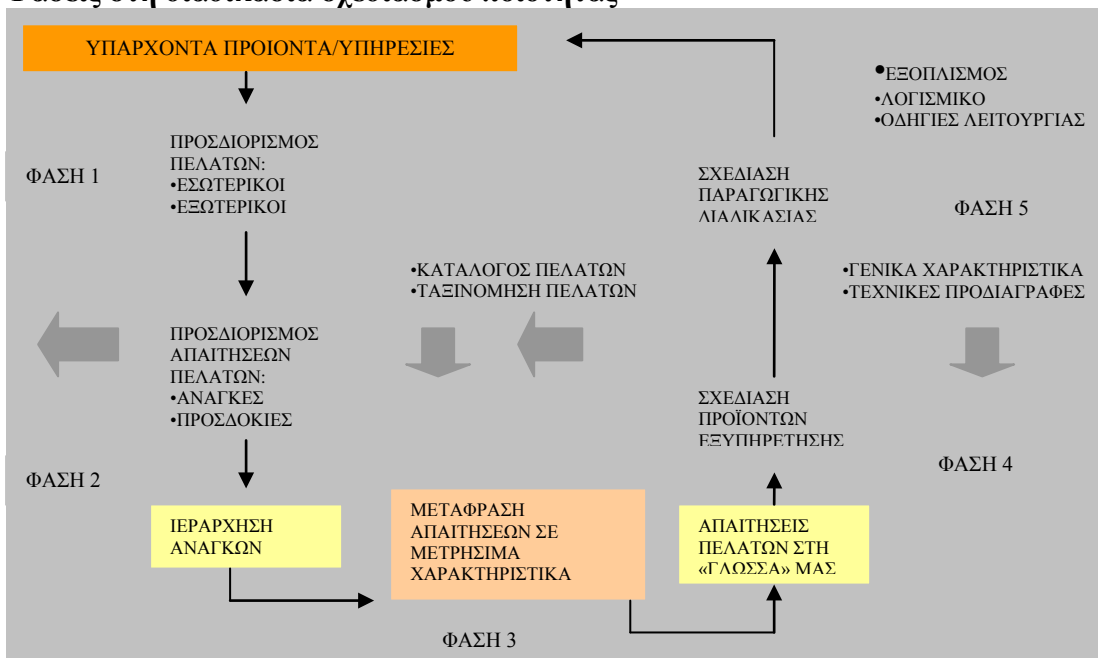 ΥΠΑΡΧΟΝΤΑ ΠΡΟΙΟΝΤΑ/ΥΠΗΡΕΣΙΕΣ
•ΕΞΟΠΛΙΣΜΟΣ
•ΛΟΓΙΣΜΙΚΟ
•ΟΔΗΓΙΕΣ ΛΕΙΤΟΥΡΓΙΑΣ
ΦΑΣΗ 1
ΠΡΟΣΔΙΟΡΙΣΜΟΣ
ΠΕΛΑΤΩΝ:
•ΕΣΩΤΕΡΙΚΟΙ
•ΕΞΩΤΕΡΙΚΟΙ
ΣΧΕΔΙΑΣΗ
ΠΑΡΑΓΩΓΙΚΗΣ
ΔΙΑΔΙΚΑΣΙΑΣ
ΦΑΣΗ 5
•ΚΑΤΑΛΟΓΟΣ ΠΕΛΑΤΩΝ
•ΤΑΞΙΝΟΜΗΣΗ ΠΕΛΑΤΩΝ
•ΓΕΝΙΚΑ ΧΑΡΑΚΤΗΡΙΣΤΙΚΑ
•ΤΕΧΝΙΚΕΣ ΠΡΟΔΙΑΓΡΑΦΕΣ
ΠΡΟΣΔΙΟΡΙΣΜΟΣ
ΑΠΑΙΤΗΣΕΩΝ
ΠΕΛΑΤΩΝ:
•ΑΝΑΓΚΕΣ
•ΠΡΟΣΔΟΚΙΕΣ
ΣΧΕΔΙΑΣΗ
ΠΡΟΪΟΝΤΩΝ
ΕΞΥΠΗΡΕΤΗΣΗΣ
ΦΑΣΗ 4
ΦΑΣΗ 2
ΙΕΡΑΡΧΗΣΗ
ΑΝΑΓΚΩΝ
ΜΕΤΑΦΡΑΣΗ
ΑΠΑΙΤΗΣΕΩΝ ΣΕ
ΜΕΤΡΗΣΙΜΑ
ΧΑΡΑΚΤΗΡΙΣΤΙΚΑ
ΑΠΑΙΤΗΣΕΙΣ
ΠΕΛΑΤΩΝ ΣΤΗ
«ΓΛΩΣΣΑ» ΜΑΣ
ΦΑΣΗ 3